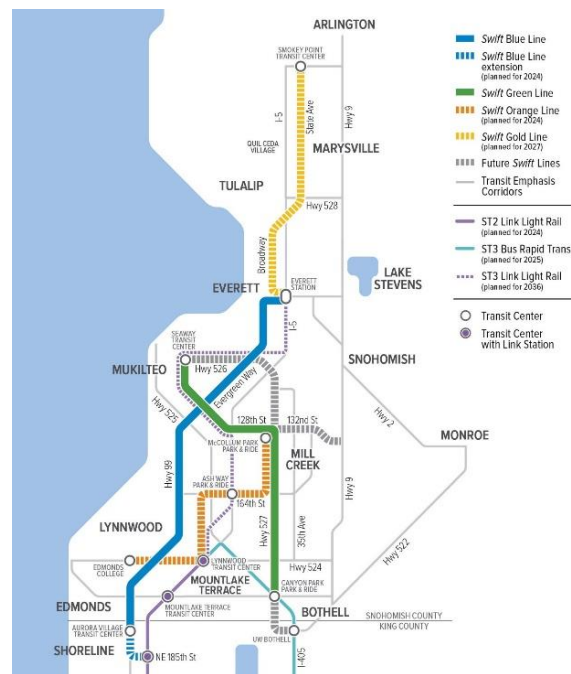 ARLINGTON
SMOKEY POINT
TRANSIT CENTER
I-5
State Ave
Hwy 9
QUIL CEDA
VILLAGE
MARYSVILLE
TULALIP
Hwy 528
Broadway
EVERETT
EVERETT
STATION
LAKE
STEVENS
I-5
SEAWAY
TRANSIT
CENTER
SNOHOMISH
MUKILTEO
Hwy 526
Evergreen Way
Hwy 525
Hwy 2
128th St
132nd St
MONROE
McCOLLUM PARK
PARK & RIDE
MILL
CREEK
Hwy 99
ASH WAY
PARK & RIDE
164th St
Hwy 9
LYNNWOOD
Hwy 527
35th Ave
Hwy 522
EDMONDS
COLLEGE
LYNNWOOD
TRANSIT CENTER
Hwy 524
MOUNTLAKE
TERRACE
CANYON PARK
PARK & RIDE
EDMONDS
MOUNTLAKE TERRACE
TRANSIT CENTER
BOTHELL
AURORA VILLAGE
TRANSIT CENTER
SNOHOMISH COUNTY
KING COUNTY
UW BOTHELL
SHORELINE
NE 185th St
I-405
Swift Blue Line
Swift Blue Line
extension
(planned for 2024)
Swift Green Line
Swift Orange Line
(planned for 2024)
Swift Gold Line
(planned for 2027)
Future Swift Lines
Transit Emphasis
Corridors
ST2 Link Light Rail
(planned for 2024)
ST3 Bus Rapid Trans
(planned for 2025)
ST3 Link Light Rail
(planned for 2036)
Transit Center
Transit Center
with Link Station